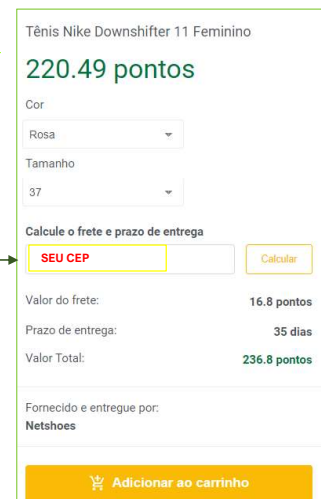 Tênis Nike Downshifter 11 Feminino
220.49 pontos
Cor
Rosa
Tamanho
37
Calcule o frete e prazo de entrega
SEU CEP
Calcular
Valor do frete: 16.8 pontos
Prazo de entrega: 35 dias
Valor Total: 236.8 pontos
Fornecido e entregue por:
Netshoes
Adicionar ao carrinho